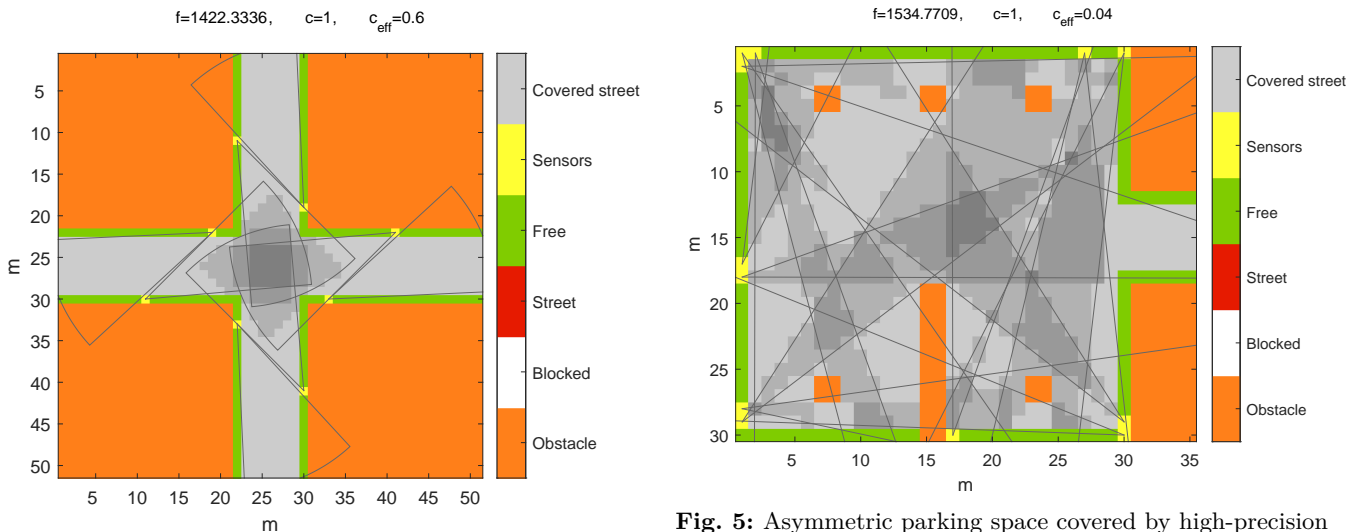 f=1422.3336, c=1, c_eff=0.6
5
10
15
20
25
30
35
40
45
50
m
5 10 15 20 25 30 35 40 45 50
m
Covered street
Sensors
Free
Street
Blocked
Obstacle
f=1534.7709, c=1, c_eff=0.04
5
10
15
20
25
30
m
5 10 15 20 25 30 35
m
Covered street
Sensors
Free
Street
Blocked
Obstacle
Fig. 5: Asymmetric parking space covered by high-precision